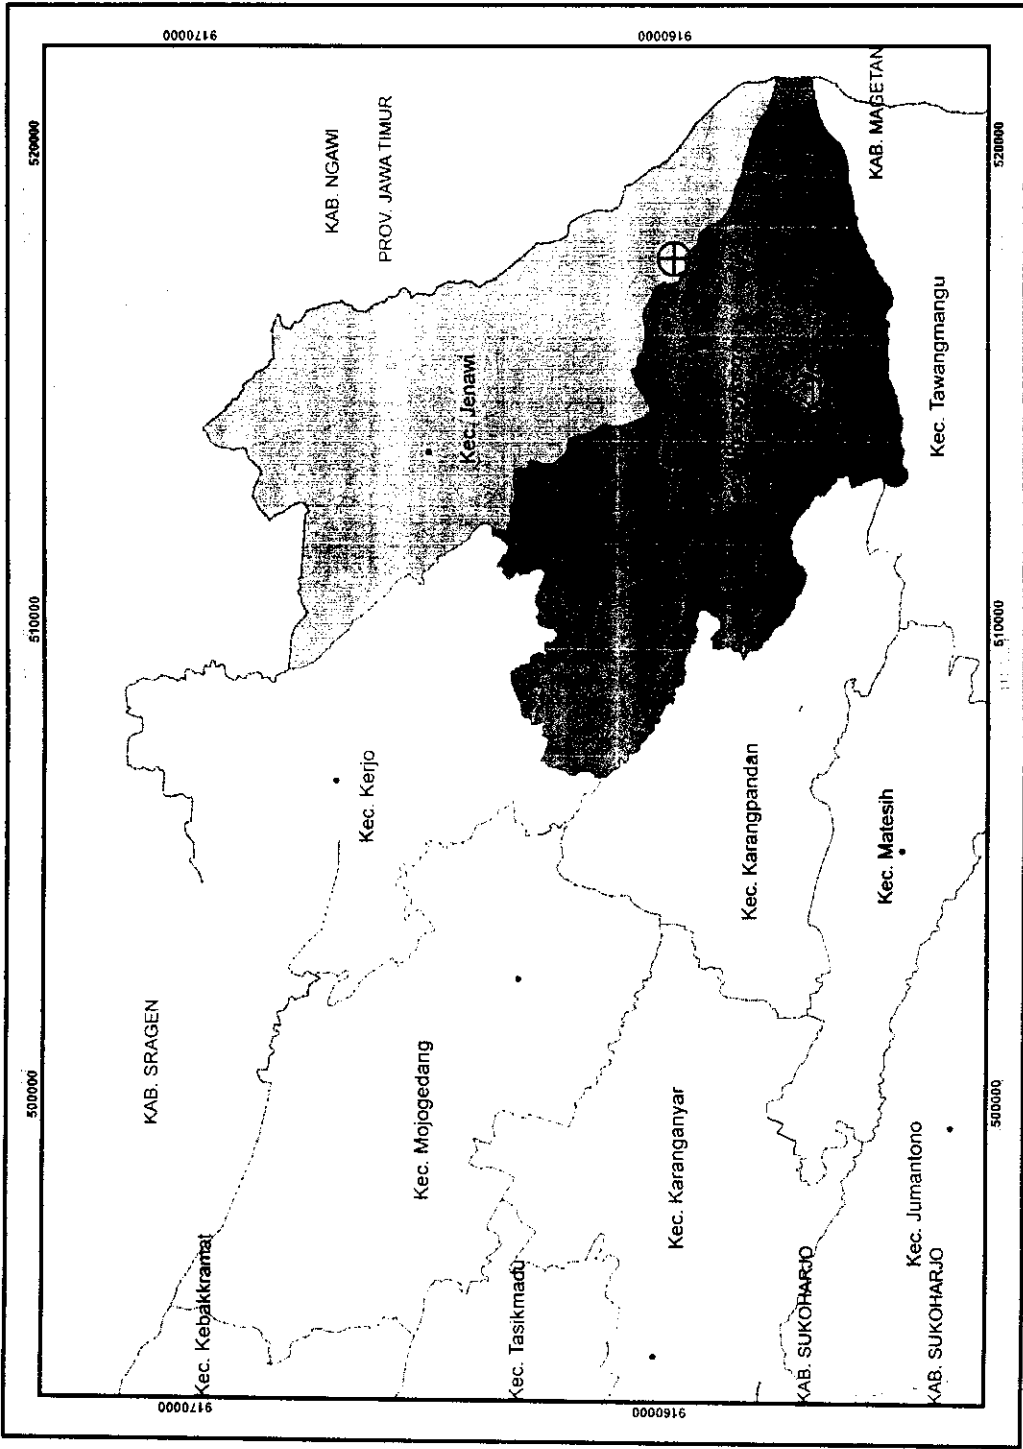 500000
510000
520000
9170000
9170000
KAB. SRAGEN
Kec. Kebakkramat
KAB. NGAWI
PROV. JAWA TIMUR
Kec. Kerjo
Kec. Jenawi
Kec. Mojogedang
Kec. Tasikmadu
9160000
9160000
Kec. Karanganyar
Kec. Karangpandan
KAB. SUKOHARJO
Kec. Matesih
KAB. MAGETAN
Kec. Jumantono
Kec. Tawangmangu
KAB. SUKOHARJO
500000
510000
520000